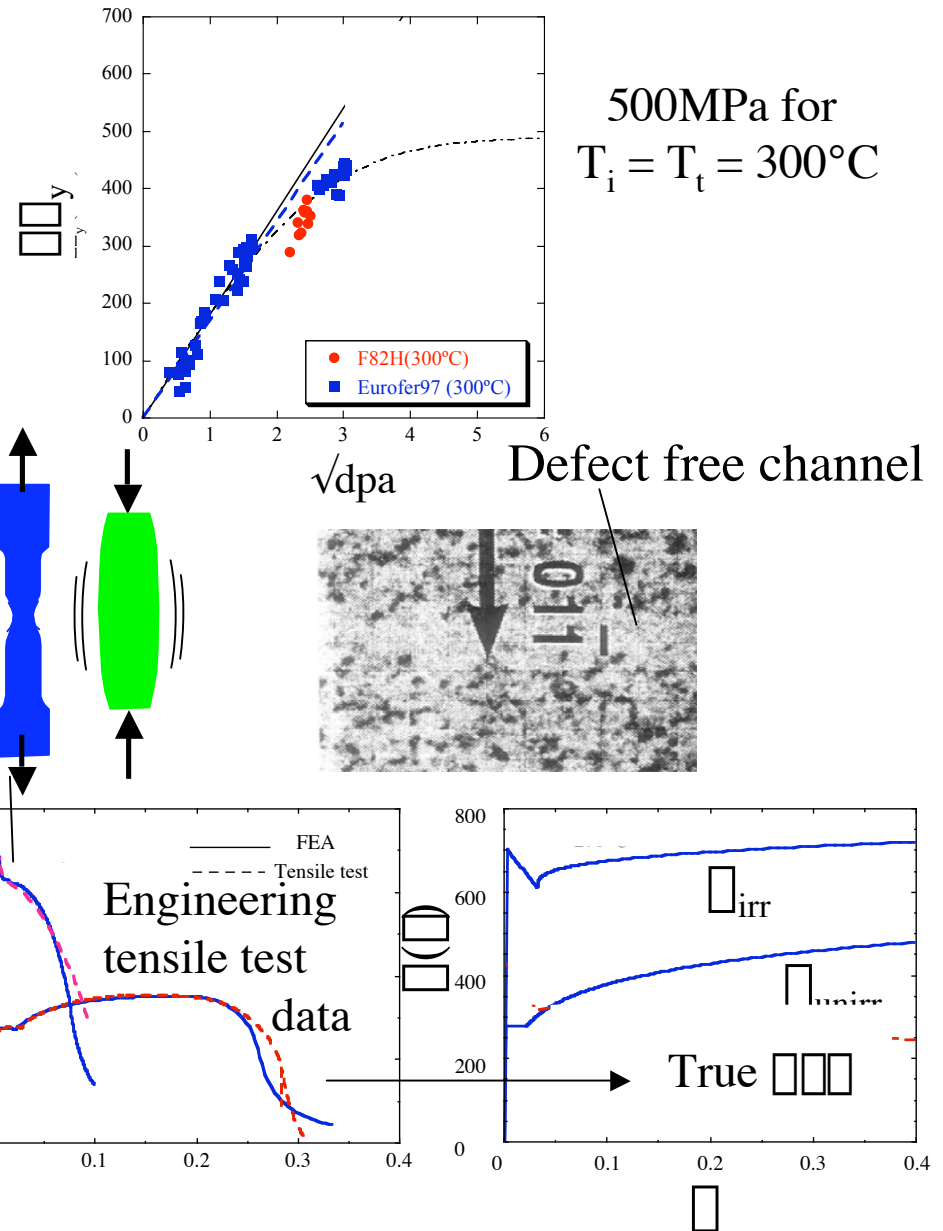 700
600
500
400
300
200
100
0
0 1 2 3 4 5 6
y
√dpa
F82H(300ºC)
Eurofer97 (300ºC)
500MPa for
T_i = T_t = 300°C
Defect free channel
011
FEA
Tensile test
Engineering
tensile test
data
0.1 0.2 0.3 0.4
800
600
400
200
0
0 0.1 0.2 0.3 0.4
irr
unirr
True